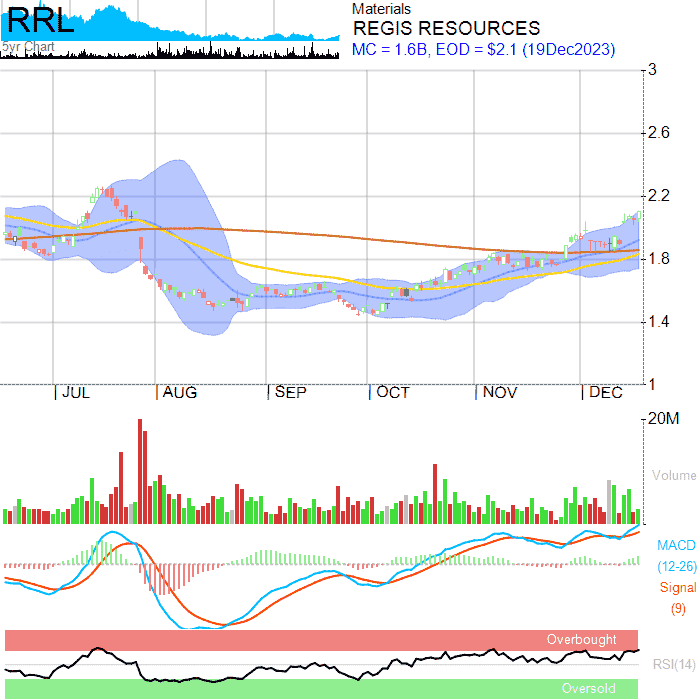 RRL
5yr Chart
Materials
REGIS RESOURCES
MC = 1.6B, EOD = $2.1 (19Dec2023)
3
2.6
2.2
1.8
1.4
1
JUL AUG SEP OCT NOV DEC
20M
Volume
MACD
(12-26)
Signal
(9)
Overbought
RSI(14)
Oversold